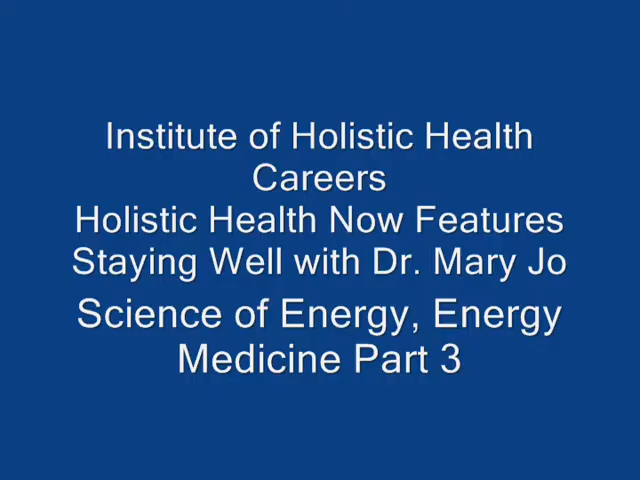 Institute of Holistic Health
Careers
Holistic Health Now Features
Staying Well with Dr. Mary Jo
Science of Energy, Energy
Medicine Part 3